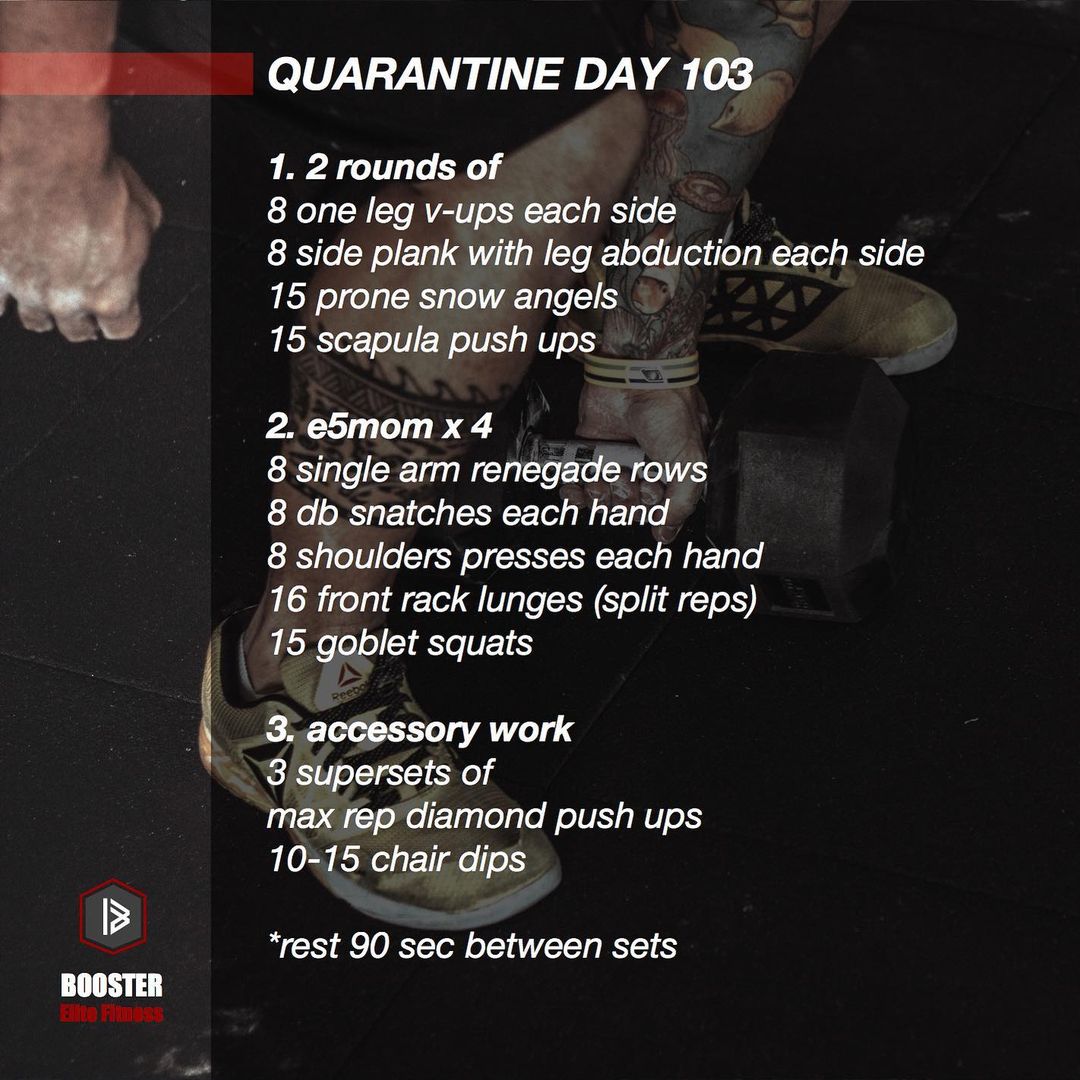 QUARANTINE DAY 103
1. 2 rounds of
8 one leg v-ups each side
8 side plank with leg abduction each side
15 prone snow angels
15 scapula push ups
2. e5mom x 4
8 single arm renegade rows
8 db snatches each hand
8 shoulders presses each hand
16 front rack lunges (split reps)
15 goblet squats
Reebok
3. accessory work
3 supersets of
max rep diamond push ups
10-15 chair dips
*rest 90 sec between sets
BOOSTER
Elite Fitness